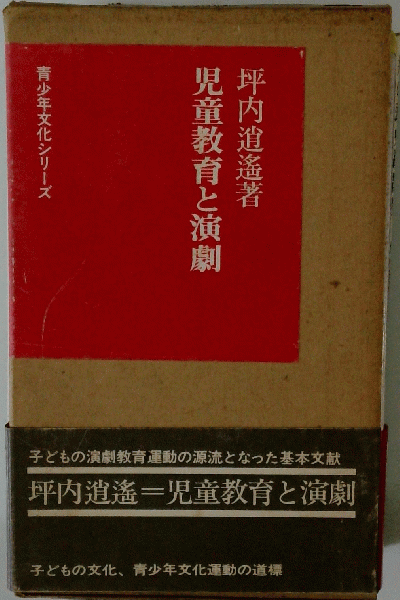 坪内逍遙著
児童教育と演劇
青少年文化シリーズ
子どもの演劇教育運動の源流となった基本文献
坪内逍遙＝児童教育と演劇
子どもの文化、青少年文化運動の道標